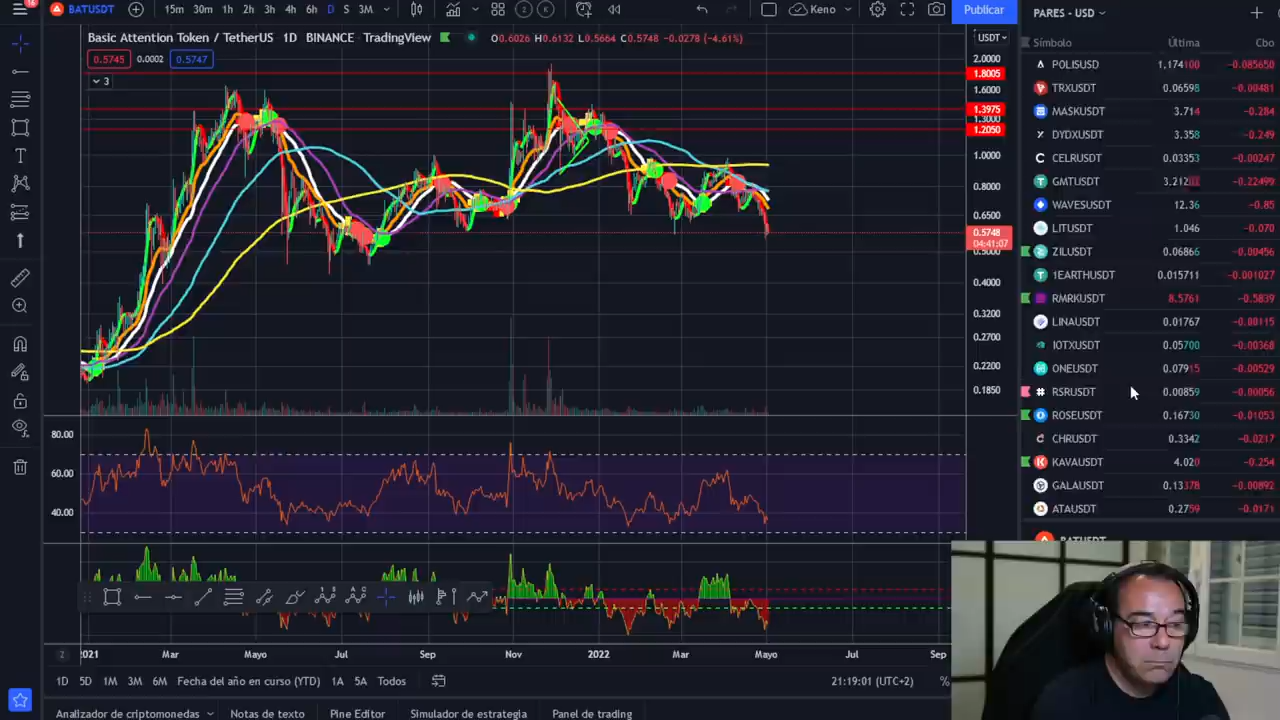 16
BATUSDT
15m 30m 1h 2h 3h 4h 6h D S 3M
Keno
Publicar
PARES - USD
Basic Attention Token / TetherUS 1D BINANCE TradingView
O0.6026 H0.6132 L0.5664 C0.5748 -0.0278 (-4.61%)
USDT
0.5745 0.0002 0.5747
3
2.0000
1.8005
1.6000
1.3975
1.3000
1.2050
1.0000
0.8000
0.6500
0.5748
04:41:07
0.5000
0.4000
0.3200
0.2700
0.2200
0.1850
80.00
60.00
40.00
2021 Mar Mayo Jul Sep Nov 2022 Mar Mayo Jul Sep
1D 5D 1M 3M 6M Fecha del año en curso (YTD) 1A 5A Todos
21:19:01 (UTC+2) %
Analizador de criptomonedas Notas de texto Pine Editor Simulador de estrategia Panel de trading
Símbolo Última Cbo
POLISUSD 1.174100 -0.085650
TRXUSDT 0.06598 -0.00481
MASKUSDT 3.714 -0.284
DYDXUSDT 3.358 -0.249
CELRUSDT 0.03353 -0.00247
GMTUSDT 3.212 -0.22499
WAVESUSDT 12.36 -0.85
LITUSDT 1.046 -0.070
ZILUSDT 0.06866 -0.00456
1EARTHUSDT 0.015711 -0.001027
RMRKUSDT 8.5761 -0.5839
LINAUSDT 0.01767 -0.00115
IOTXUSDT 0.05700 -0.00368
ONEUSDT 0.07915 -0.00529
RSRUSDT 0.00859 -0.00056
ROSEUSDT 0.16730 -0.01053
CHRUSDT 0.3342 -0.0217
KAVAUSDT 4.020 -0.254
GALAUSDT 0.13378 -0.00892
ATAUSDT 0.2759 -0.0171
BATUSDT